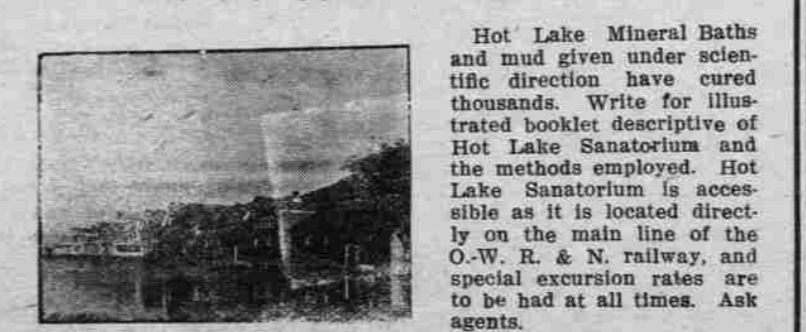 Hot Lake Mineral Baths
and mud given under scien-
tific direction have cured
thousands. Write for illus-
trated booklet descriptive of
Hot Lake Sanatorium and
the methods employed. Hot
Lake Sanatorium is acces-
sible as it is located direct-
ly on the main line of the
O.-W. R. & N. railway, and
special excursion rates are
to be had at all times. Ask
agents.